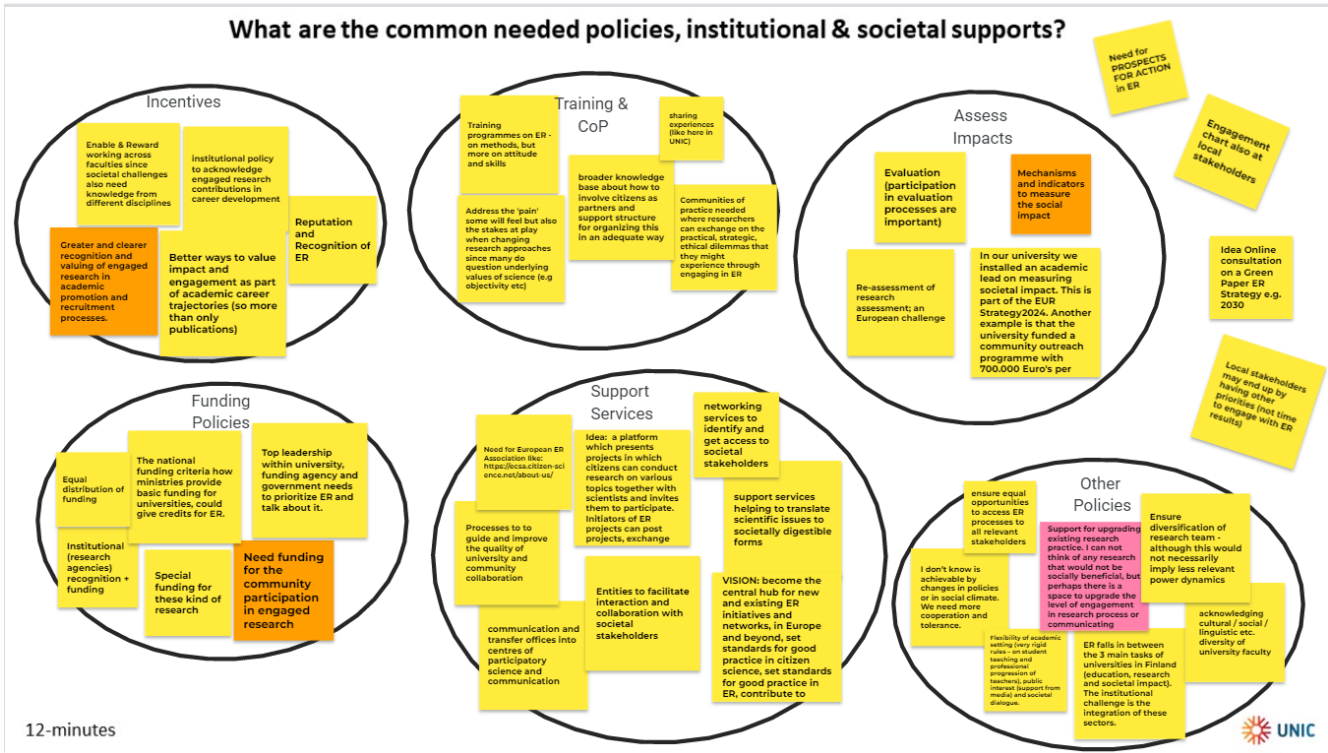 What are the common needed policies, institutional & societal supports?
Incentives
Enable & Reward
working across
faculties since
societal challenges
also need
knowledge from
different disciplines
institutional policy
to acknowledge
engaged research
contributions in
career development
Reputation
and
Recognition of
ER
Greater and clearer
recognition and
valuing of engaged
research in
academic
promotion and
recruitment
processes.
Better ways to value
impact and
engagement as part
of academic career
trajectories (so more
than only
publications)
Training &
CoP
Training
programmes on ER -
on methods, but
more on attitude
and skills
sharing
experiences
(like here in
UNIC)
broader knowledge
base about how to
involve citizens as
partners and
support structure
for organizing this
in an adequate way
Address the 'pain'
some will feel but also
the stakes at play
when changing
research approaches
since many do
question underlying
values of science (e.g
objectivity etc)
Communities of
practice needed
where researchers
can exchange on the
practical, strategic,
ethical dilemmas that
they might
experience through
engaging in ER
Assess
Impacts
Evaluation
(participation
in evaluation
processes are
important)
Mechanisms
and indicators
to measure
the social
impact
Re-assessment of
research
assessment; an
European challenge
In our university we
installed an academic
lead on measuring
societal impact. This is
part of the EUR
Strategy2024. Another
example is that the
university funded a
community outreach
programme with
700.000 Euro's per
Need for
PROSPECTS
FOR ACTION
in ER
Engagement
chart also at
local
stakeholders
Idea Online
consultation
on a Green
Paper ER
Strategy e.g.
2030
Local stakeholders
may end up by
having other
priorities (not time
to engage with ER
results)
Funding
Policies
Equal
distribution of
funding
The national
funding criteria how
ministries provide
basic funding for
universities, could
give credits for ER.
Top leadership
within university,
funding agency and
government needs
to prioritize ER and
talk about it.
Institutional
(research
agencies)
recognition +
funding
Special
funding for
these kind of
research
Need funding
for the
community
participation
in engaged
research
Support
Services
Need for European ER
Association like:
https://ecsa.citizen-sci
ence.net/about-us/
Idea: a platform
which presents
projects in which
citizens can conduct
research on various
topics together with
scientists and invites
them to participate.
Initiators of ER
projects can post
projects, exchange
networking
services to
identify and
get access to
societal
stakeholders
Processes to to
guide and improve
the quality of
university and
community
collaboration
support services
helping to translate
scientific issues to
societally digestible
forms
Entities to facilitate
interaction and
collaboration with
societal
stakeholders
communication and
transfer offices into
centres of
participatory
science and
communication
VISION: become the
central hub for new
and existing ER
initiatives and
networks, in Europe
and beyond, set
standards for good
practice in citizen
science, set standards
for good practice in
ER, contribute to
Other
Policies
ensure equal
opportunities
to access ER
processes to
all relevant
stakeholders
Support for upgrading
existing research
practice. I can not
think of any research
that would not be
socially beneficial, but
perhaps there is a
space to upgrade the
level of engagement
in research process or
communicating
Ensure
diversification of
research team -
although this would
not necessarily
imply less relevant
power dynamics
I don't know is
achievable by
changes in policies
or in social climate.
We need more
cooperation and
tolerance.
acknowledging
cultural / social /
linguistic etc.
diversity of
university faculty
Flexibility of academic
setting (very rigid
rules - on student
teaching and
professional
progression of
teachers), public
interest (support from
media) and societal
dialogue.
ER falls in between
the 3 main tasks of
universities in Finland
(education, research
and societal impact).
The institutional
challenge is the
integration of these
sectors.
12-minutes
UNIC